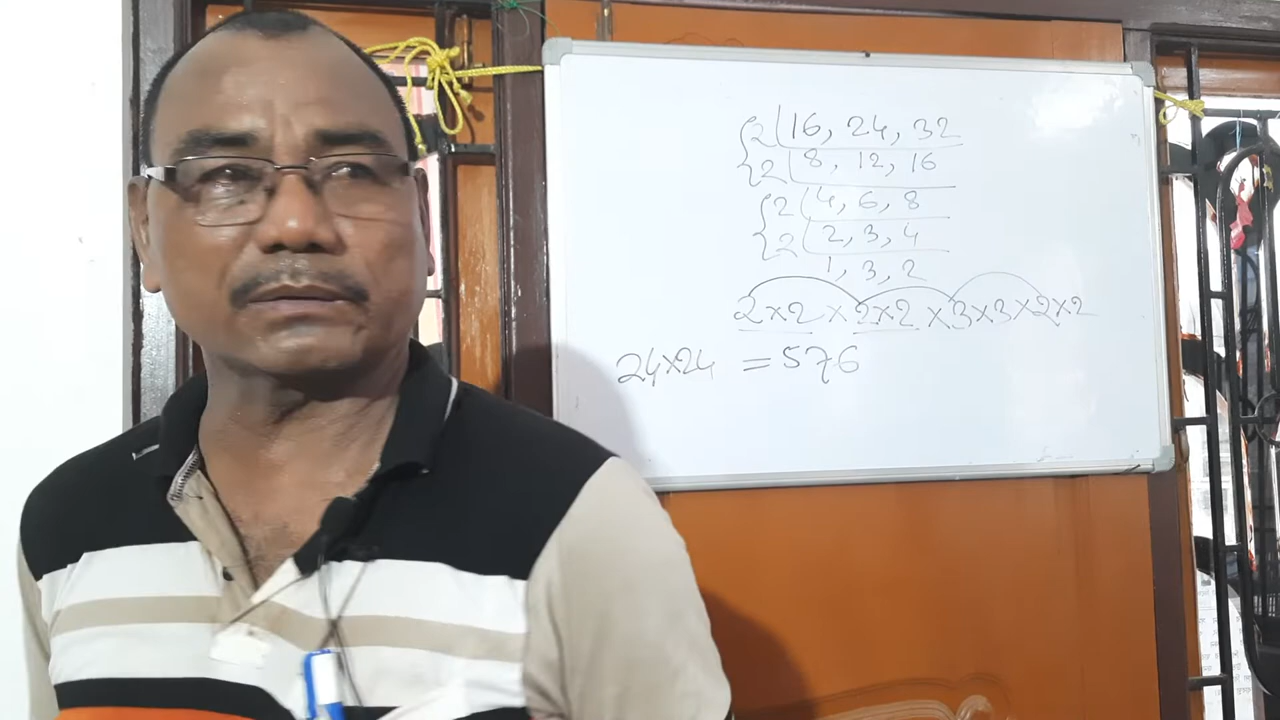 2 16, 24, 32
2 8, 12, 16
2 4, 6, 8
2 2, 3, 4
1, 3, 2
2×2 × 2×2 × 3×3×2×2
24×24 = 576